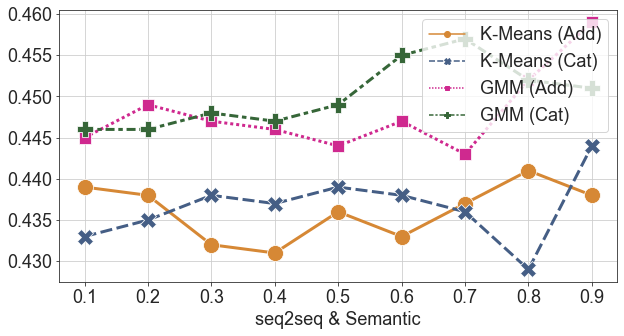 0.460
0.455
0.450
0.445
0.440
0.435
0.430
K-Means (Add)
K-Means (Cat)
GMM (Add)
GMM (Cat)
0.1 0.2 0.3 0.4 0.5 0.6 0.7 0.8 0.9
seq2seq & Semantic